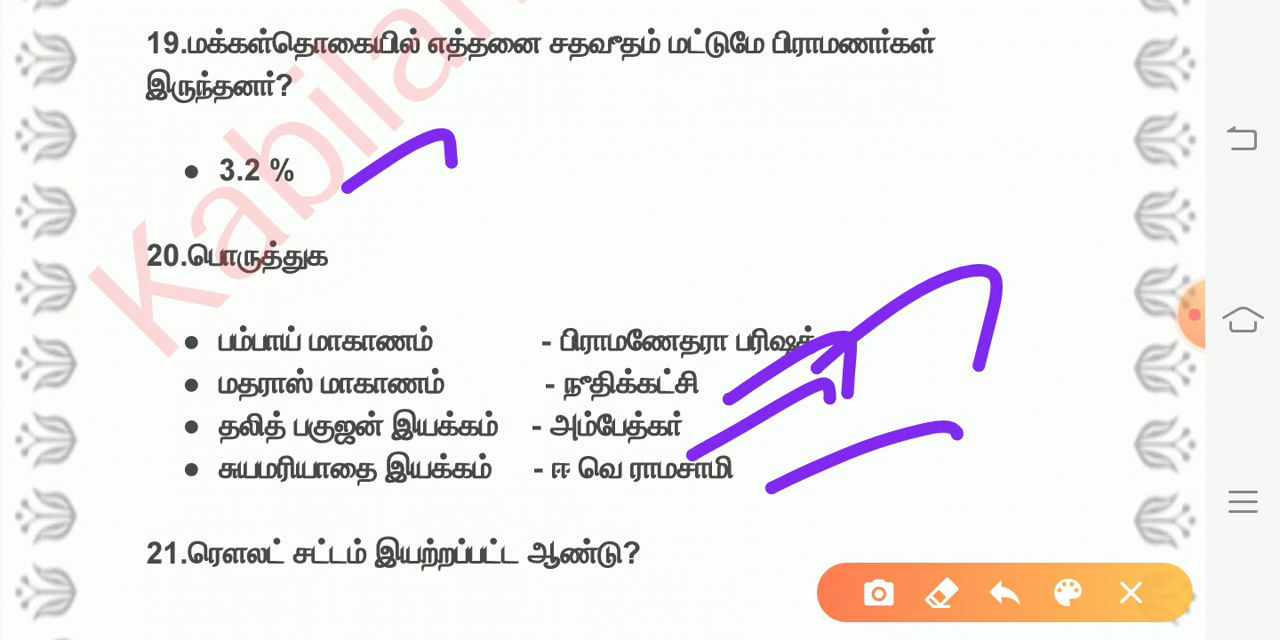 19.மக்கள்தொகையில் எத்தனை சதவீதம் மட்டுமே பிராமணர்கள்
இருந்தனர்?
● 3.2 %
20.பொருத்துக
● பம்பாய் மாகாணம் - பிராமணேதரா பரிஷத்
● மதராஸ் மாகாணம் - நீதிக்கட்சி
● தலித் பகுஜன் இயக்கம் - அம்பேத்கர்
● சுயமரியாதை இயக்கம் - ஈ வெ ராமசாமி
21.ரௌலட் சட்டம் இயற்றப்பட்ட ஆண்டு?
Kabilan